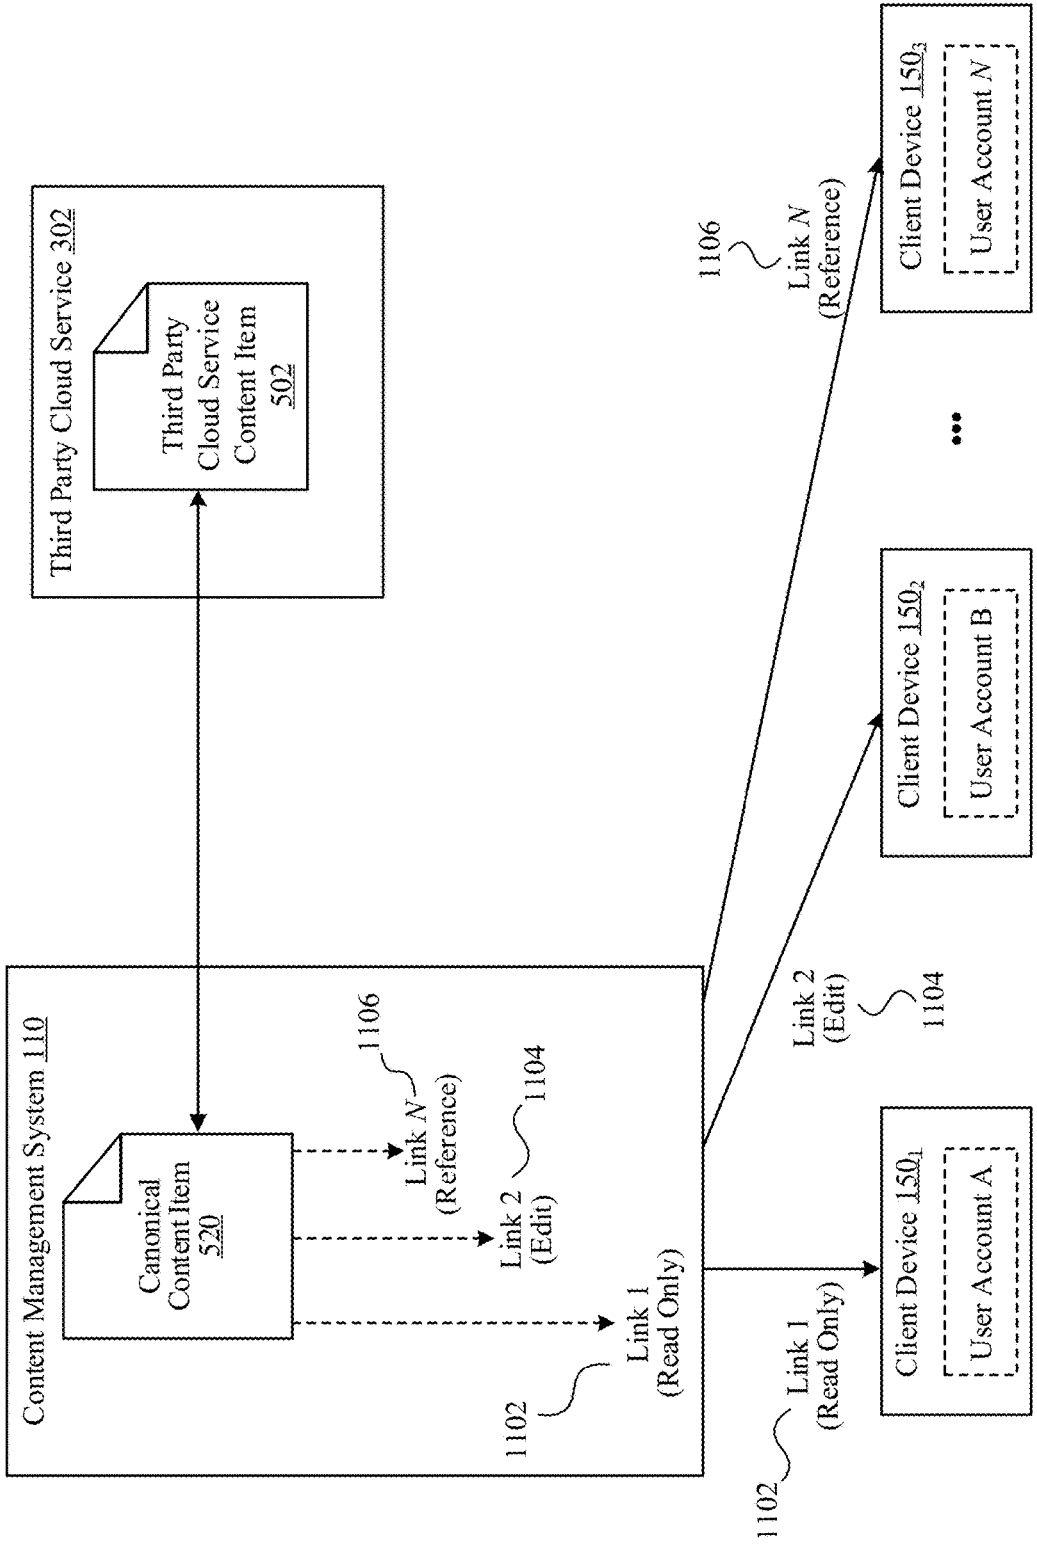 Content Management System 110
Canonical
Content Item
520
Link N
(Reference)
1106
Link 2
(Edit)
1104
Link 1
(Read Only)
1102
Third Party Cloud Service 302
Third Party
Cloud Service
Content Item
502
1102
Link 1
(Read Only)
Link 2
(Edit)
1104
1106
Link N
(Reference)
Client Device 150₁
User Account A
Client Device 150₂
User Account B
•••
Client Device 150₃
User Account N